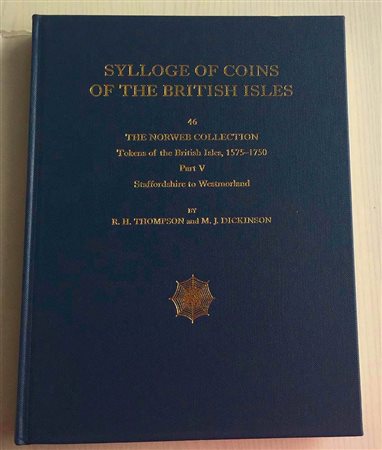 SYLLOGE OF COINS
OF THE BRITISH ISLES
46
THE NORWEB COLLECTION
Tokens of the British Isles, 1575–1750
Part V
Staffordshire to Westmorland
BY
R. H. THOMPSON and M. J. DICKINSON